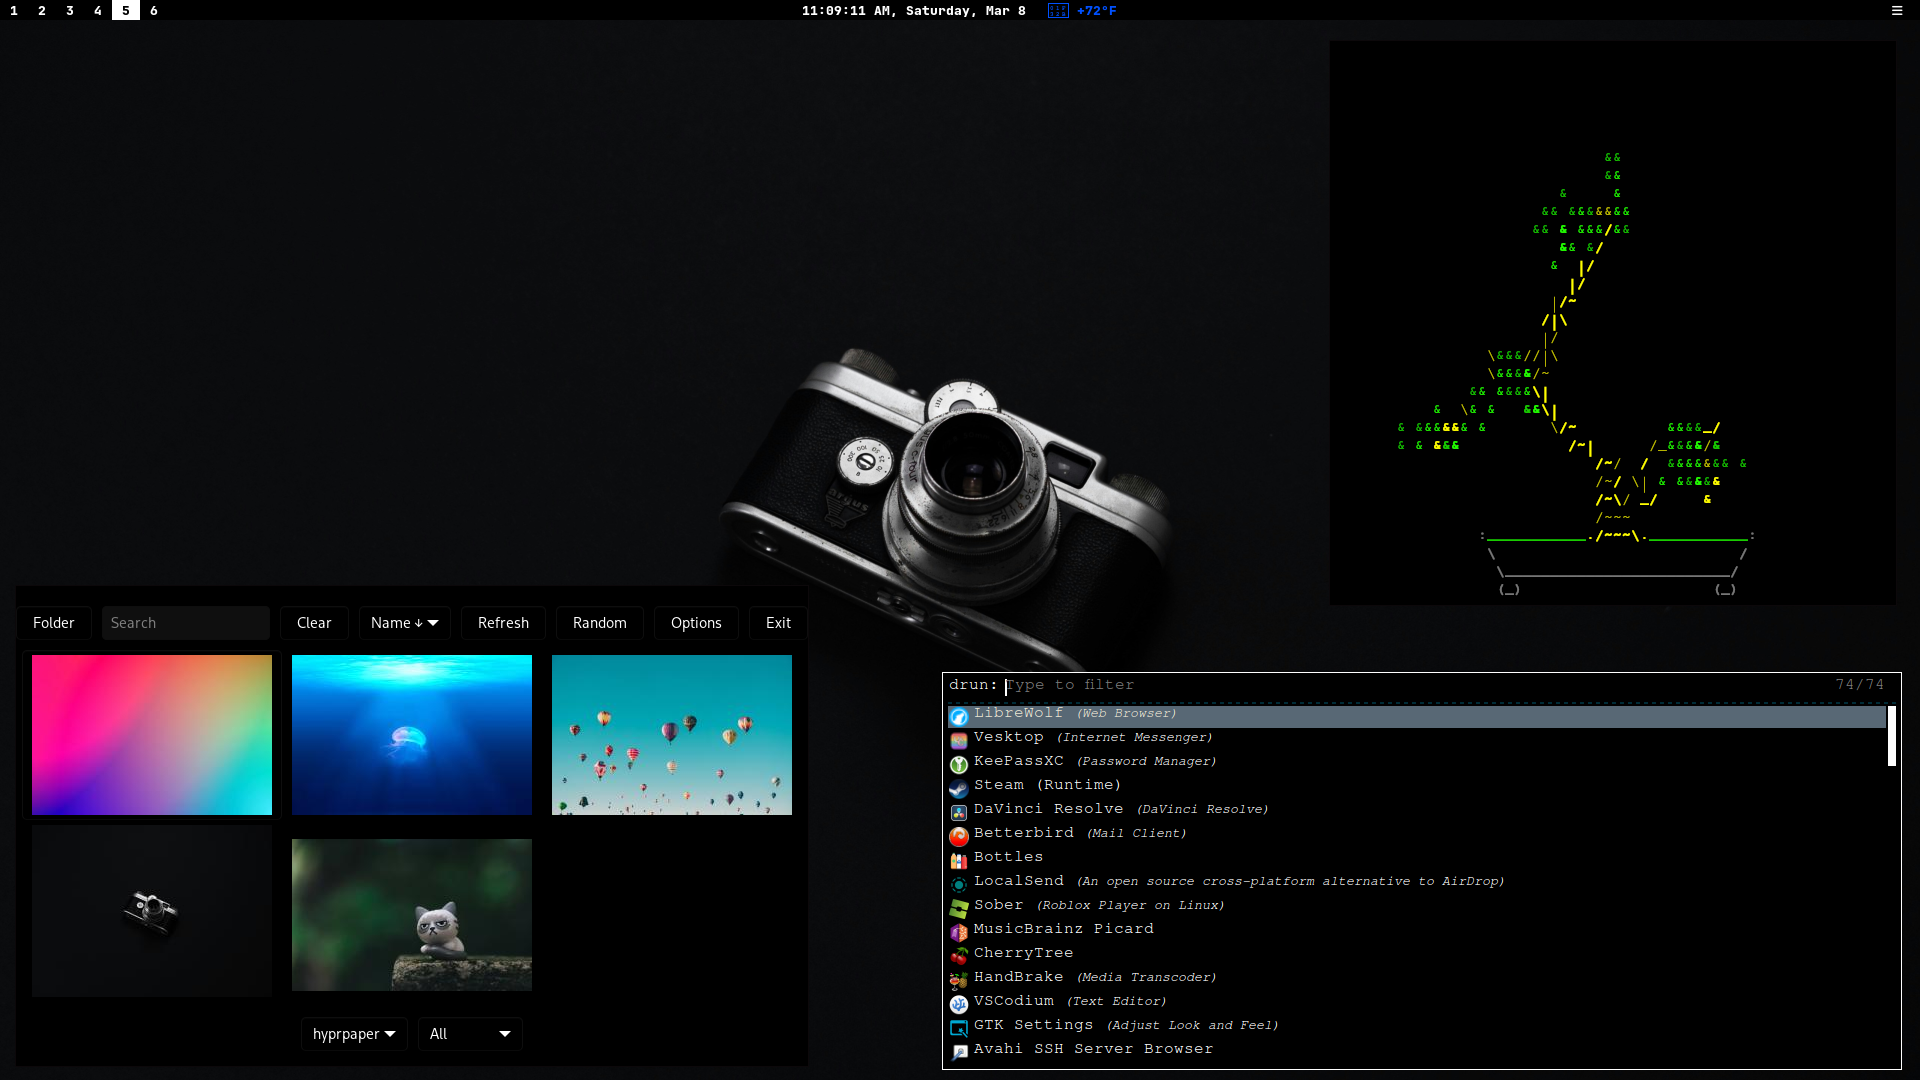 1 2 3 4 5 6
11:09:11 AM, Saturday, Mar 8 +72°F
☰
Folder
Search
Clear
Name ↓
Refresh
Random
Options
Exit
hyprpaper
All
drun: Type to filter 74/74
LibreWolf (Web Browser)
Vesktop (Internet Messenger)
KeePassXC (Password Manager)
Steam (Runtime)
DaVinci Resolve (DaVinci Resolve)
Betterbird (Mail Client)
Bottles
LocalSend (An open source cross-platform alternative to AirDrop)
Sober (Roblox Player on Linux)
MusicBrainz Picard
CherryTree
HandBrake (Media Transcoder)
VSCodium (Text Editor)
GTK Settings (Adjust Look and Feel)
Avahi SSH Server Browser